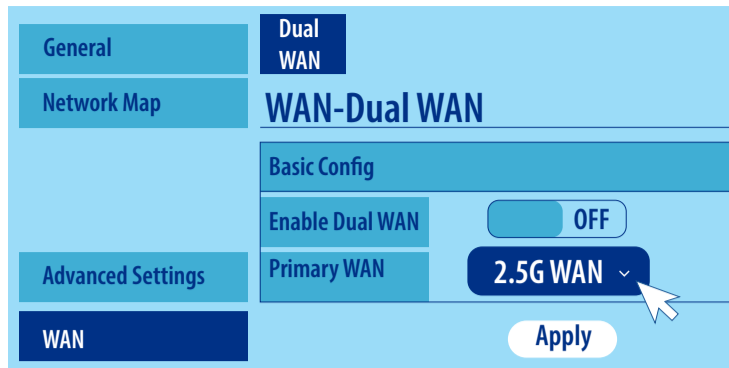 General
Network Map
Advanced Settings
WAN
Dual
WAN
WAN-Dual WAN
Basic Config
Enable Dual WAN
OFF
Primary WAN
2.5G WAN
Apply